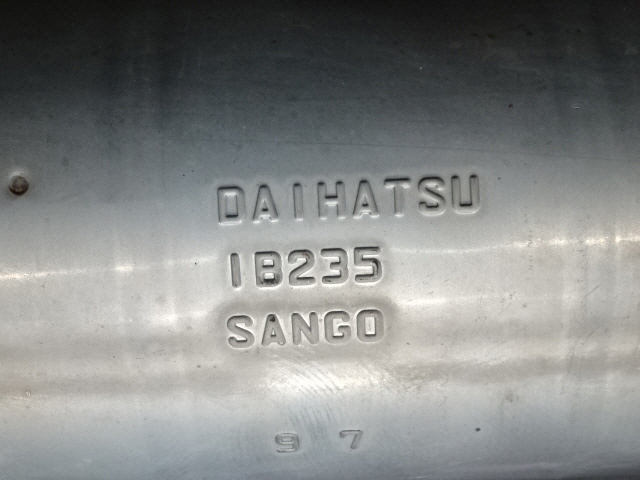 DAIHATSU
1B235
SANGO
9 7